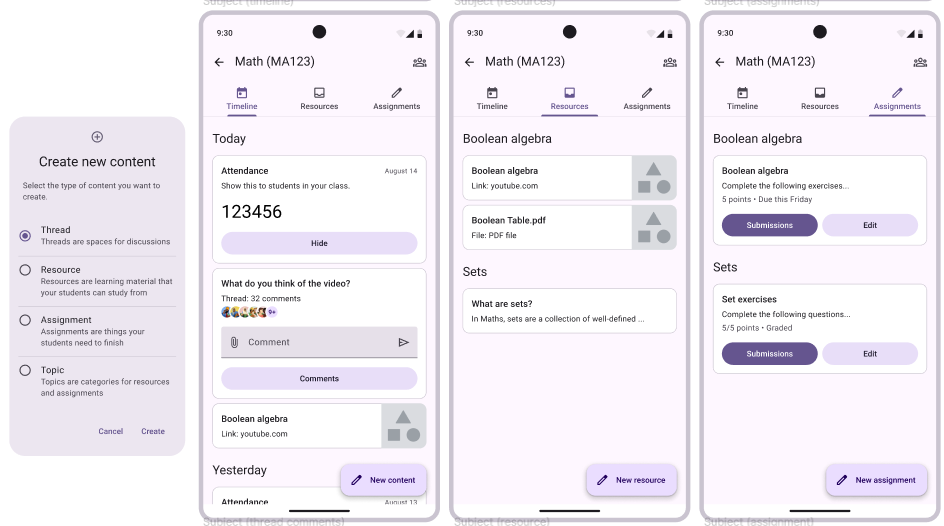 Subject (timeline)
Subject (resources)
Subject (assignments)
Create new content
Select the type of content you want to
create.
Thread
Threads are spaces for discussions
Resource
Resources are learning material that
your students can study from
Assignment
Assignments are things your
students need to finish
Topic
Topics are categories for resources
and assignments
Cancel
Create
9:30
Math (MA123)
Timeline
Resources
Assignments
Today
Attendance
August 14
Show this to students in your class.
123456
Hide
What do you think of the video?
Thread: 32 comments
9+
Comment
Comments
Boolean algebra
Link: youtube.com
Yesterday
Attendance
August 13
New content
Subject (thread comments)
9:30
Math (MA123)
Timeline
Resources
Assignments
Boolean algebra
Boolean algebra
Link: youtube.com
Boolean Table.pdf
File: PDF file
Sets
What are sets?
In Maths, sets are a collection of well-defined ...
New resource
Subject (resource)
9:30
Math (MA123)
Timeline
Resources
Assignments
Boolean algebra
Boolean algebra
Complete the following exercises...
5 points • Due this Friday
Submissions
Edit
Sets
Set exercises
Complete the following questions...
5/5 points • Graded
Submissions
Edit
New assignment
Subject (assignment)